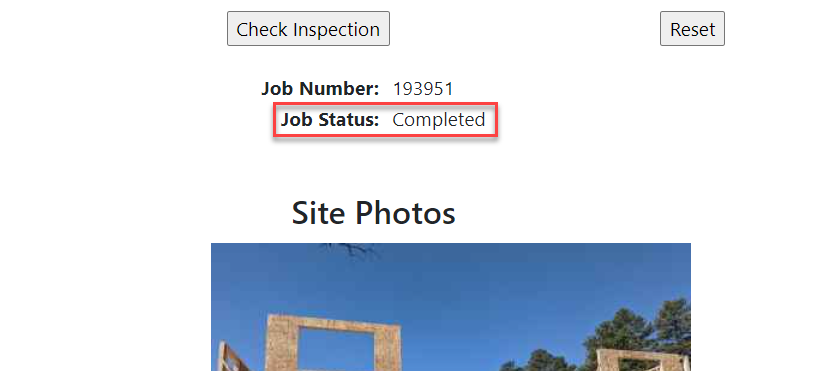 Check Inspection Reset
Job Number: 193951
Job Status: Completed
Site Photos